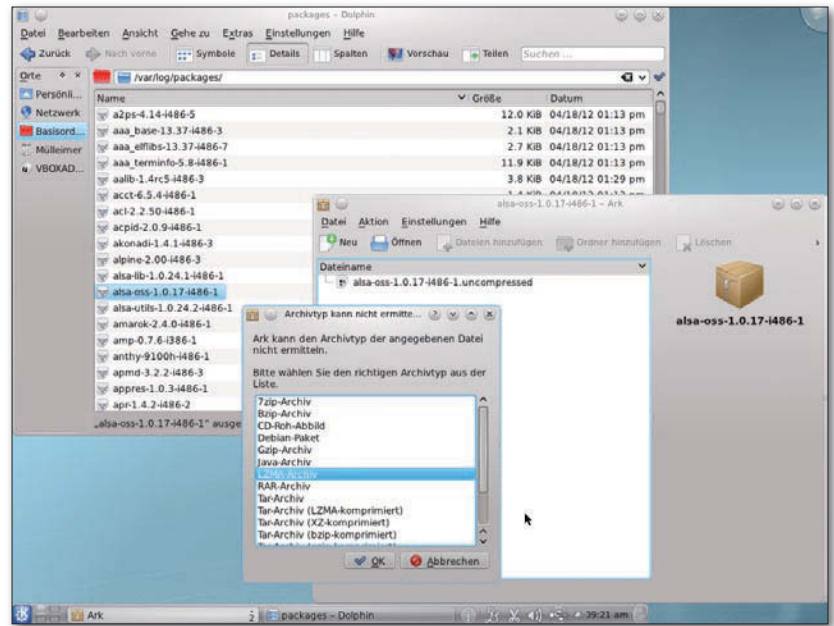 packages – Dolphin
Datei Bearbeiten Ansicht Gehe zu Extras Einstellungen Hilfe
Zurück Nach vorne Symbole Details Spalten Vorschau Teilen Suchen ...
Orte
/var/log/packages/
Persönli...
Netzwerk
Basisord...
Mülleimer
VBOXAD...
Name Größe Datum
a2ps-4.14-i486-5 12.0 KiB 04/18/12 01:13 pm
aaa_base-13.37-i486-3 2.1 KiB 04/18/12 01:13 pm
aaa_elflibs-13.37-i486-7 2.7 KiB 04/18/12 01:13 pm
aaa_terminfo-5.8-i486-1 11.9 KiB 04/18/12 01:13 pm
aalib-1.4rc5-i486-3 3.8 KiB 04/18/12 01:29 pm
acct-6.5.4-i486-1
acl-2.2.50-i486-1
acpid-2.0.9-i486-1
akonadi-1.4.1-i486-3
alpine-2.00-i486-3
alsa-lib-1.0.24.1-i486-1
alsa-oss-1.0.17-i486-1
alsa-utils-1.0.24.2-i486-1
amarok-2.4.0-i486-1
amp-0.7.6-i386-1
anthy-9100h-i486-1
apmd-3.2.2-i486-3
appres-1.0.3-i486-1
apr-1.4.2-i486-2
„alsa-oss-1.0.17-i486-1" ausge
alsa-oss-1.0.17-i486-1 – Ark
Datei Aktion Einstellungen Hilfe
Neu Öffnen Dateien hinzufügen Ordner hinzufügen Löschen
Dateiname
alsa-oss-1.0.17-i486-1.uncompressed
alsa-oss-1.0.17-i486-1
Archivtyp kann nicht ermitte...
Ark kann den Archivtyp der angegebenen Datei
nicht ermitteln.
Bitte wählen Sie den richtigen Archivtyp aus der
Liste.
7zip-Archiv
Bzip-Archiv
CD-Roh-Abbild
Debian-Paket
Gzip-Archiv
Java-Archiv
LZMA-Archiv
RAR-Archiv
Tar-Archiv
Tar-Archiv (LZMA-komprimiert)
Tar-Archiv (XZ-komprimiert)
Tar-Archiv (bzip-komprimiert)
OK Abbrechen
Ark 2 packages – Dolphin 39:21 am